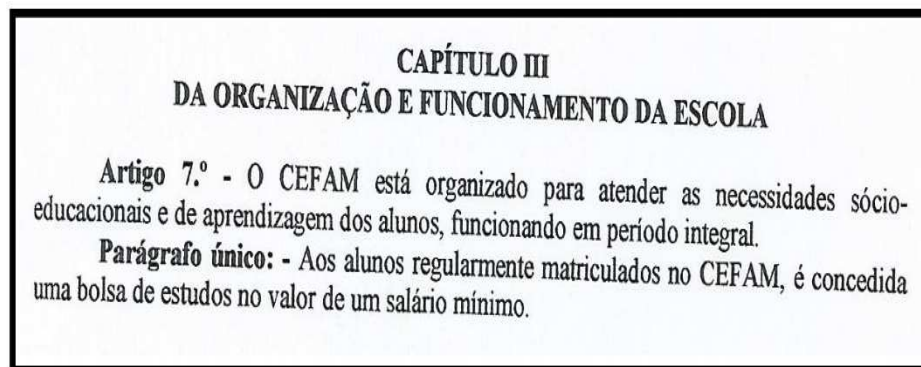 CAPÍTULO III
DA ORGANIZAÇÃO E FUNCIONAMENTO DA ESCOLA
Artigo 7.º - O CEFAM está organizado para atender as necessidades sócio-
educacionais e de aprendizagem dos alunos, funcionando em período integral.
Parágrafo único: - Aos alunos regularmente matriculados no CEFAM, é concedida
uma bolsa de estudos no valor de um salário mínimo.